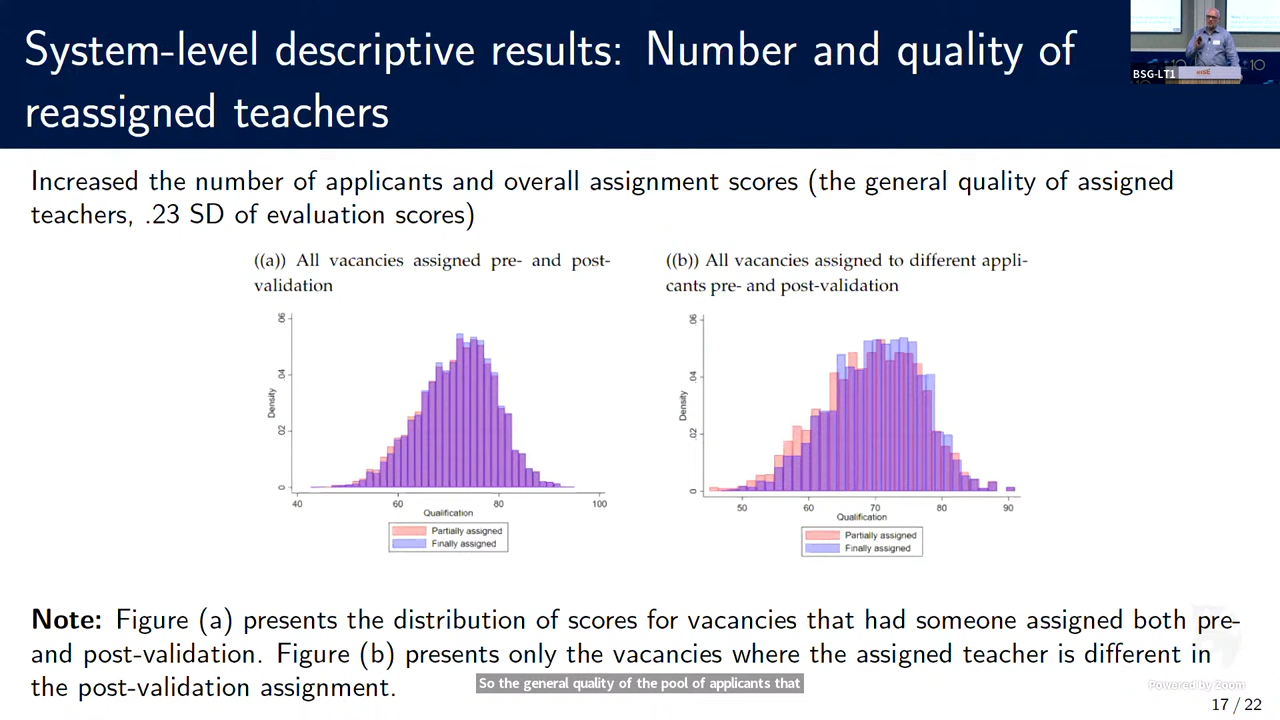 System-level descriptive results: Number and quality of
reassigned teachers
BSG-LT1
Increased the number of applicants and overall assignment scores (the general quality of assigned
teachers, .23 SD of evaluation scores)
((a)) All vacancies assigned pre- and post-
validation
.06
.04
.02
0
Density
40 60 80 100
Qualification
Partially assigned
Finally assigned
((b)) All vacancies assigned to different appli-
cants pre- and post-validation
.06
.04
.02
0
Density
50 60 70 80 90
Qualification
Partially assigned
Finally assigned
Note: Figure (a) presents the distribution of scores for vacancies that had someone assigned both pre-
and post-validation. Figure (b) presents only the vacancies where the assigned teacher is different in
the post-validation assignment.
So the general quality of the pool of applicants that
Powered by Zoom
17 / 22